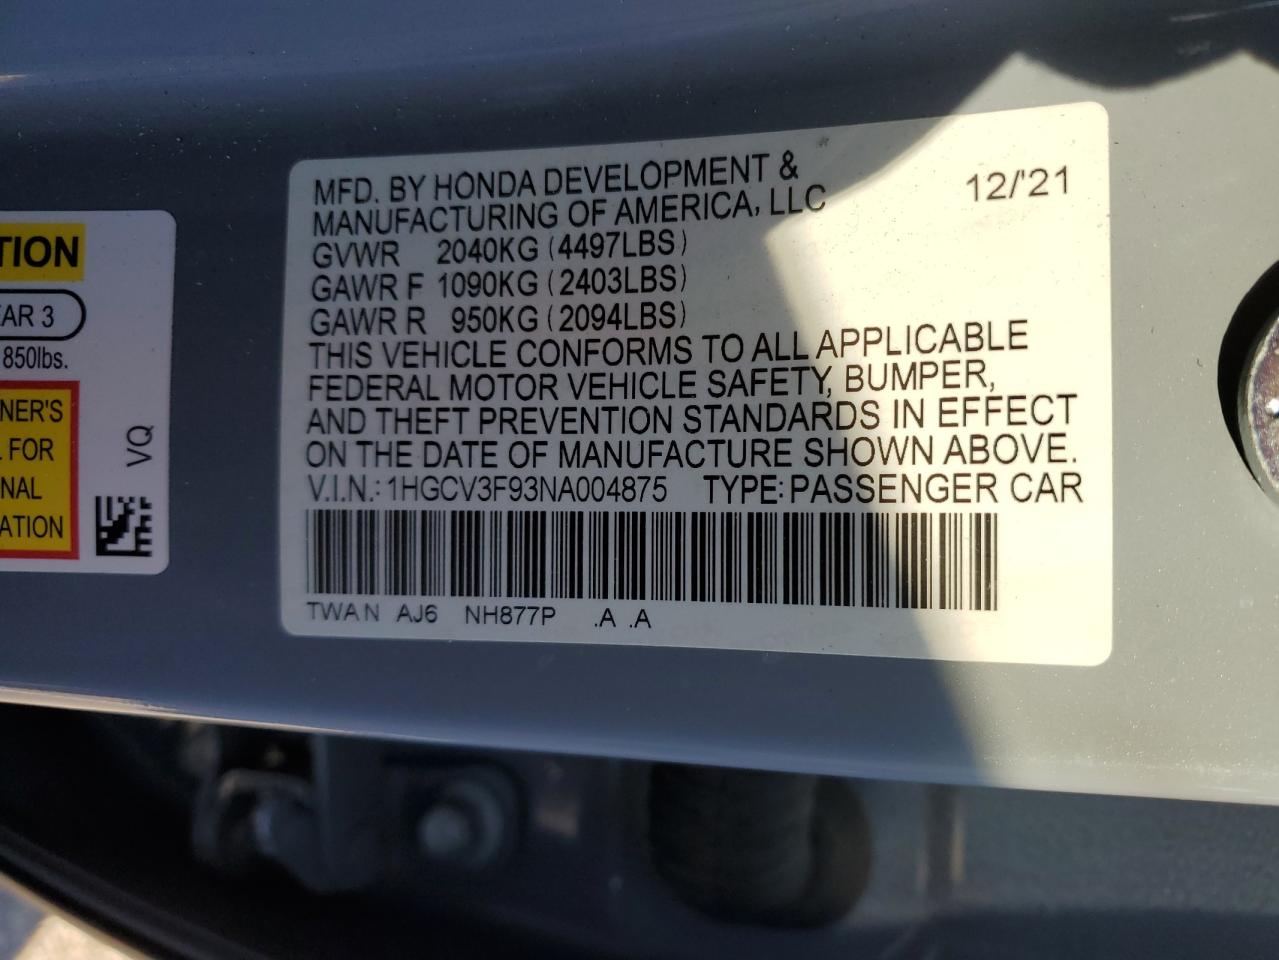 TION
EAR 3
850lbs.
NER'S
FOR
NAL
ATION
VQ
MFD. BY HONDA DEVELOPMENT &
MANUFACTURING OF AMERICA, LLC 12/'21
GVWR 2040KG (4497LBS)
GAWR F 1090KG (2403LBS)
GAWR R 950KG (2094LBS)
THIS VEHICLE CONFORMS TO ALL APPLICABLE
FEDERAL MOTOR VEHICLE SAFETY, BUMPER,
AND THEFT PREVENTION STANDARDS IN EFFECT
ON THE DATE OF MANUFACTURE SHOWN ABOVE.
V.I.N.: 1HGCV3F93NA004875 TYPE: PASSENGER CAR
TWAN AJ6 NH877P .A .A